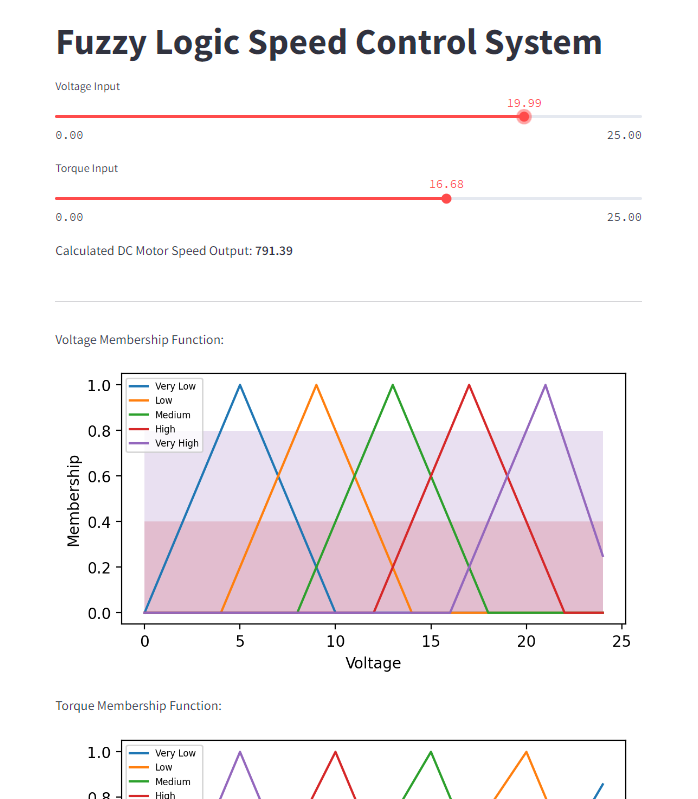 Fuzzy Logic Speed Control System
Voltage Input
19.99
0.00 25.00
Torque Input
16.68
0.00 25.00
Calculated DC Motor Speed Output: 791.39
Voltage Membership Function:
1.0
0.8
0.6
0.4
0.2
0.0
Membership
Very Low
Low
Medium
High
Very High
0 5 10 15 20 25
Voltage
Torque Membership Function:
1.0
0.8
Very Low
Low
Medium
High